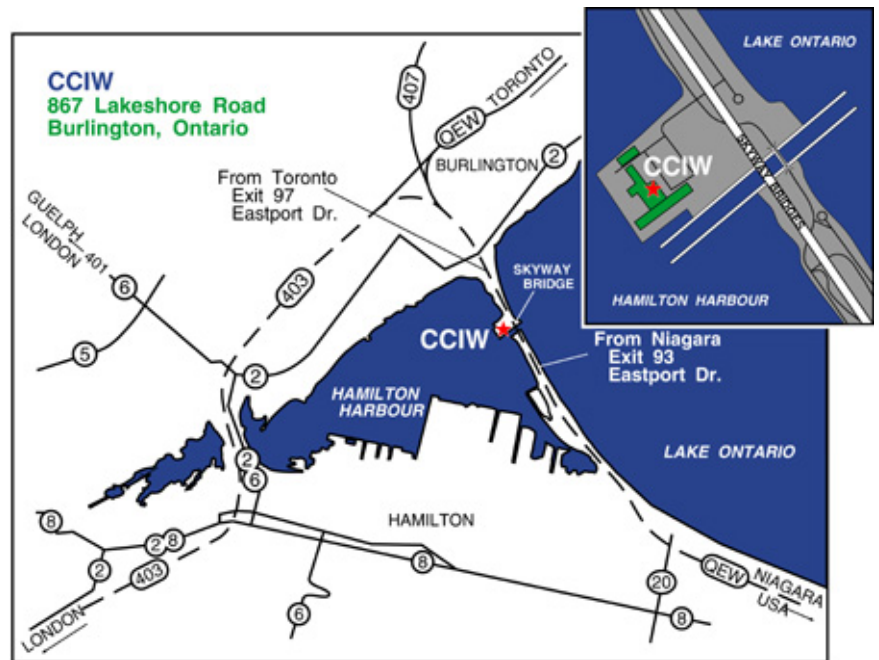 CCIW
867 Lakeshore Road
Burlington, Ontario
407
QEW
TORONTO
2
BURLINGTON
From Toronto
Exit 97
Eastport Dr.
GUELPH
LONDON
401
6
403
5
2
SKYWAY
BRIDGE
CCIW
From Niagara
Exit 93
Eastport Dr.
HAMILTON
HARBOUR
LAKE ONTARIO
2
6
HAMILTON
8
2
8
2
403
LONDON
6
8
20
8
QEW
NIAGARA
USA
LAKE ONTARIO
CCIW
SKYWAY BRIDGES
HAMILTON HARBOUR